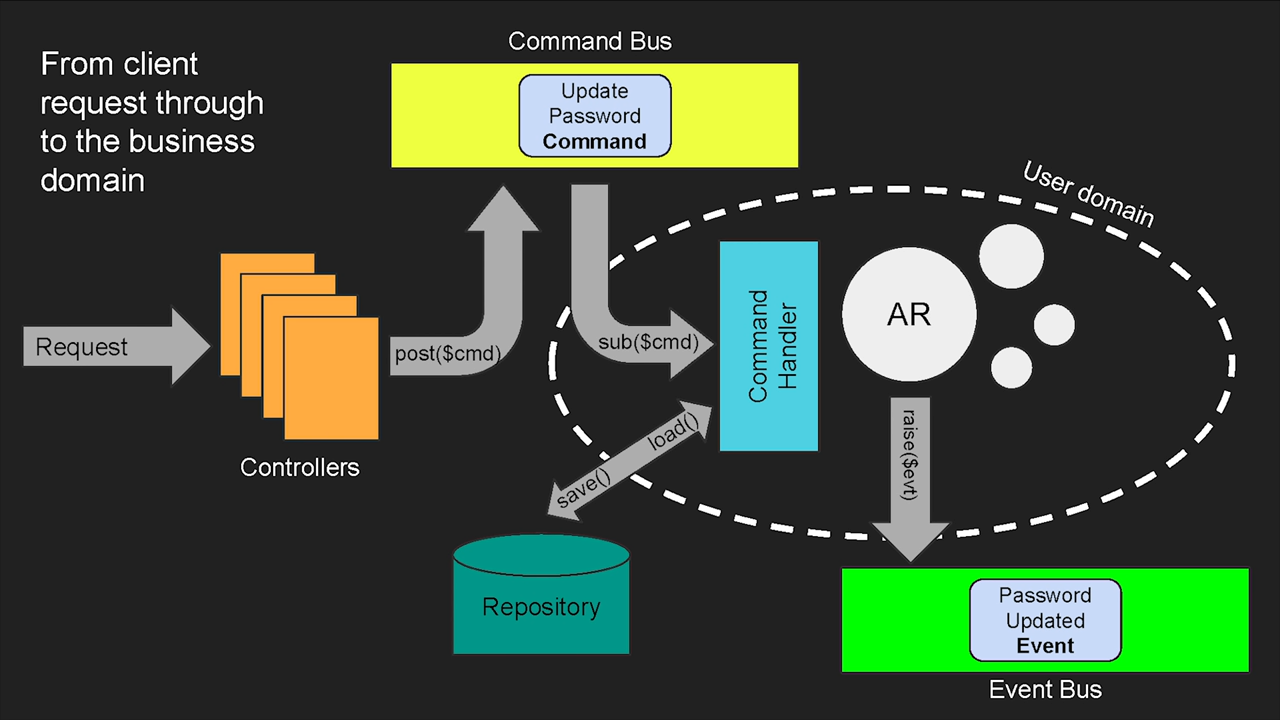 From client
request through
to the business
domain
Command Bus
Update
Password
Command
User domain
Request
Controllers
post($cmd)
sub($cmd)
Command
Handler
AR
save()
load()
Repository
raise($evt)
Password
Updated
Event
Event Bus